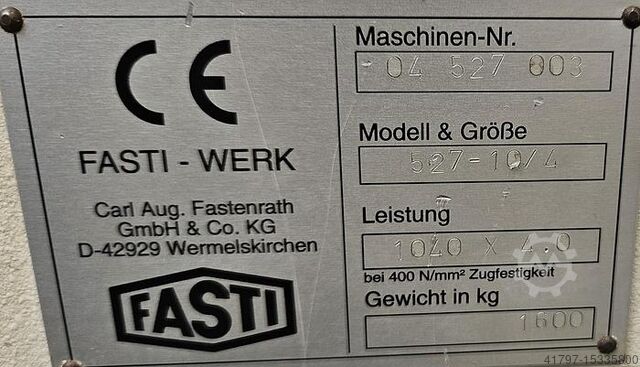 CE
FASTI - WERK
Carl Aug. Fastenrath
GmbH & Co. KG
D-42929 Wermelskirchen
FASTI
Maschinen-Nr.
04 527 003
Modell & Größe
527-10/4
Leistung
1040 X 4.0
bei 400 N/mm² Zugfestigkeit
Gewicht in kg
1600
41797-15335800